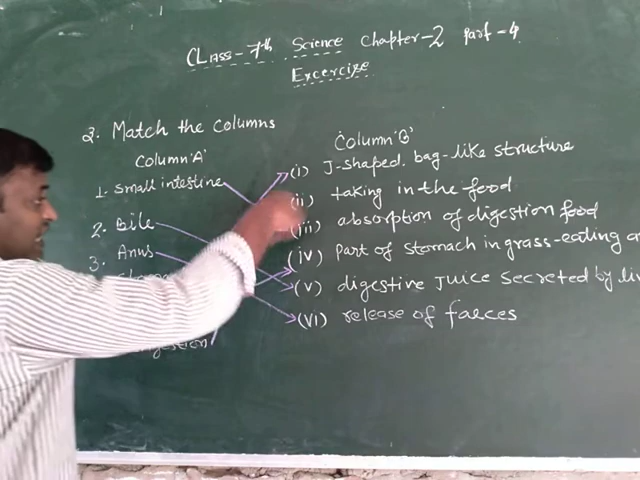 Class-7th Science Chapter-2 Part-4
Excercize
3. Match the columns
Column 'A'
Column 'B'
1. Small intestine
(i) J-shaped. bag-like structure
(ii) taking in the food
2. Bile
(iii) absorption of digestion food
3. Anus
(iv) Part of stomach in grass-eating
(v) digestive Juice secreted by
(vi) release of faeces